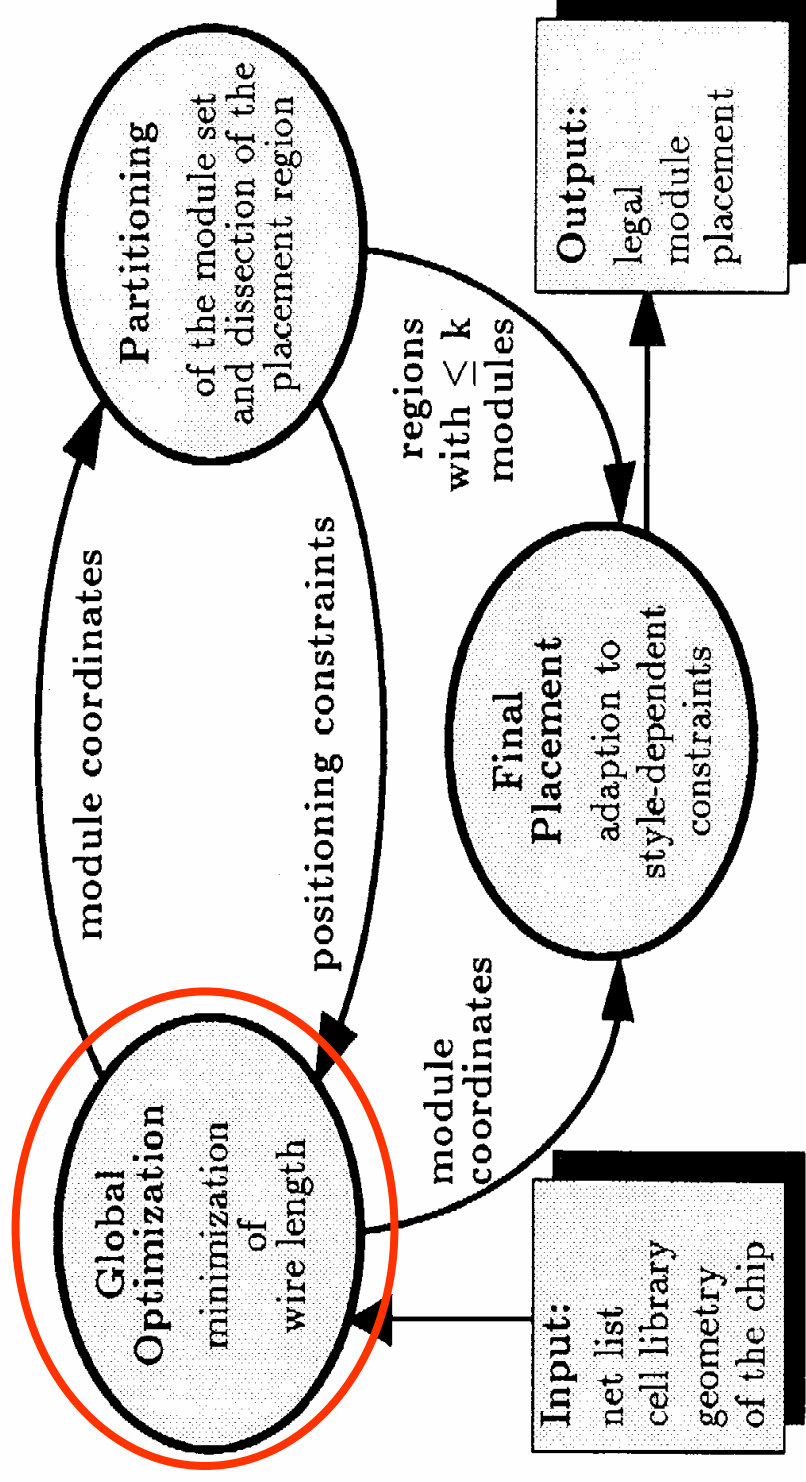 Global
Optimization
minimization
of
wire length
module coordinates
positioning constraints
Partitioning
of the module set
and dissection of the
placement region
module
coordinates
regions
with ≤ k
modules
Final
Placement
adaption to
style-dependent
constraints
Input:
net list
cell library
geometry
of the chip
Output:
legal
module
placement